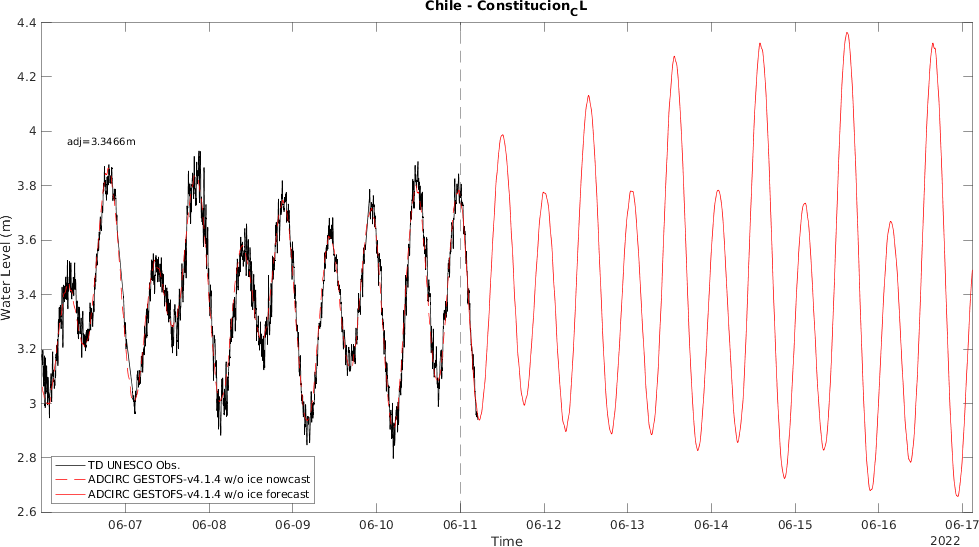 Chile - Constitucion_CL
4.4
4.2
4
3.8
3.6
3.4
3.2
3
2.8
2.6
Water Level (m)
adj=3.3466m
TD UNESCO Obs.
ADCIRC GESTOFS-v4.1.4 w/o ice nowcast
ADCIRC GESTOFS-v4.1.4 w/o ice forecast
06-07 06-08 06-09 06-10 06-11 06-12 06-13 06-14 06-15 06-16 06-17
Time
2022